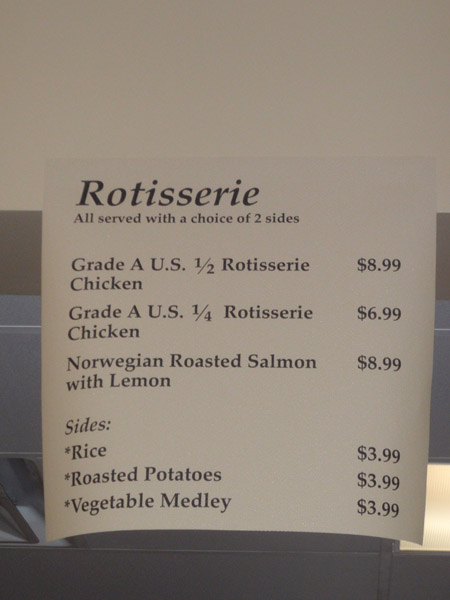 Rotisserie
All served with a choice of 2 sides
Grade A U.S. ½ Rotisserie $8.99
Chicken
Grade A U.S. ¼ Rotisserie $6.99
Chicken
Norwegian Roasted Salmon $8.99
with Lemon
Sides:
*Rice $3.99
*Roasted Potatoes $3.99
*Vegetable Medley $3.99